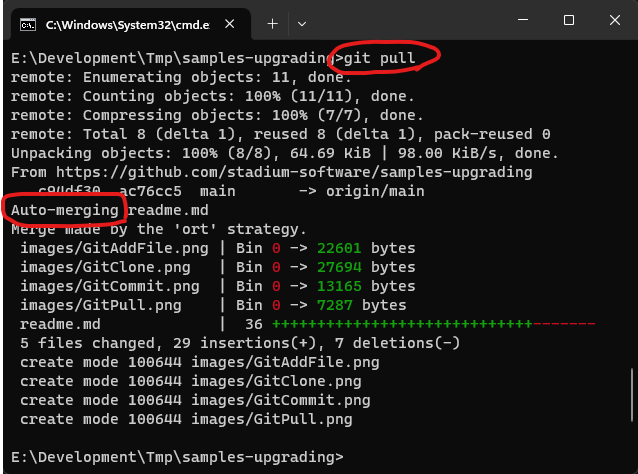 C:\Windows\System32\cmd.e
E:\Development\Tmp\samples-upgrading>git pull
remote: Enumerating objects: 11, done.
remote: Counting objects: 100% (11/11), done.
remote: Compressing objects: 100% (7/7), done.
remote: Total 8 (delta 1), reused 8 (delta 1), pack-reused 0
Unpacking objects: 100% (8/8), 64.69 KiB | 98.00 KiB/s, done.
From https://github.com/stadium-software/samples-upgrading
c94df30..ac76cc5 main -> origin/main
Auto-merging readme.md
Merge made by the 'ort' strategy.
images/GitAddFile.png | Bin 0 -> 22601 bytes
images/GitClone.png | Bin 0 -> 27694 bytes
images/GitCommit.png | Bin 0 -> 13165 bytes
images/GitPull.png | Bin 0 -> 7287 bytes
readme.md | 36 +++++++++++++++++++++++++++++-------
5 files changed, 29 insertions(+), 7 deletions(-)
create mode 100644 images/GitAddFile.png
create mode 100644 images/GitClone.png
create mode 100644 images/GitCommit.png
create mode 100644 images/GitPull.png
E:\Development\Tmp\samples-upgrading>